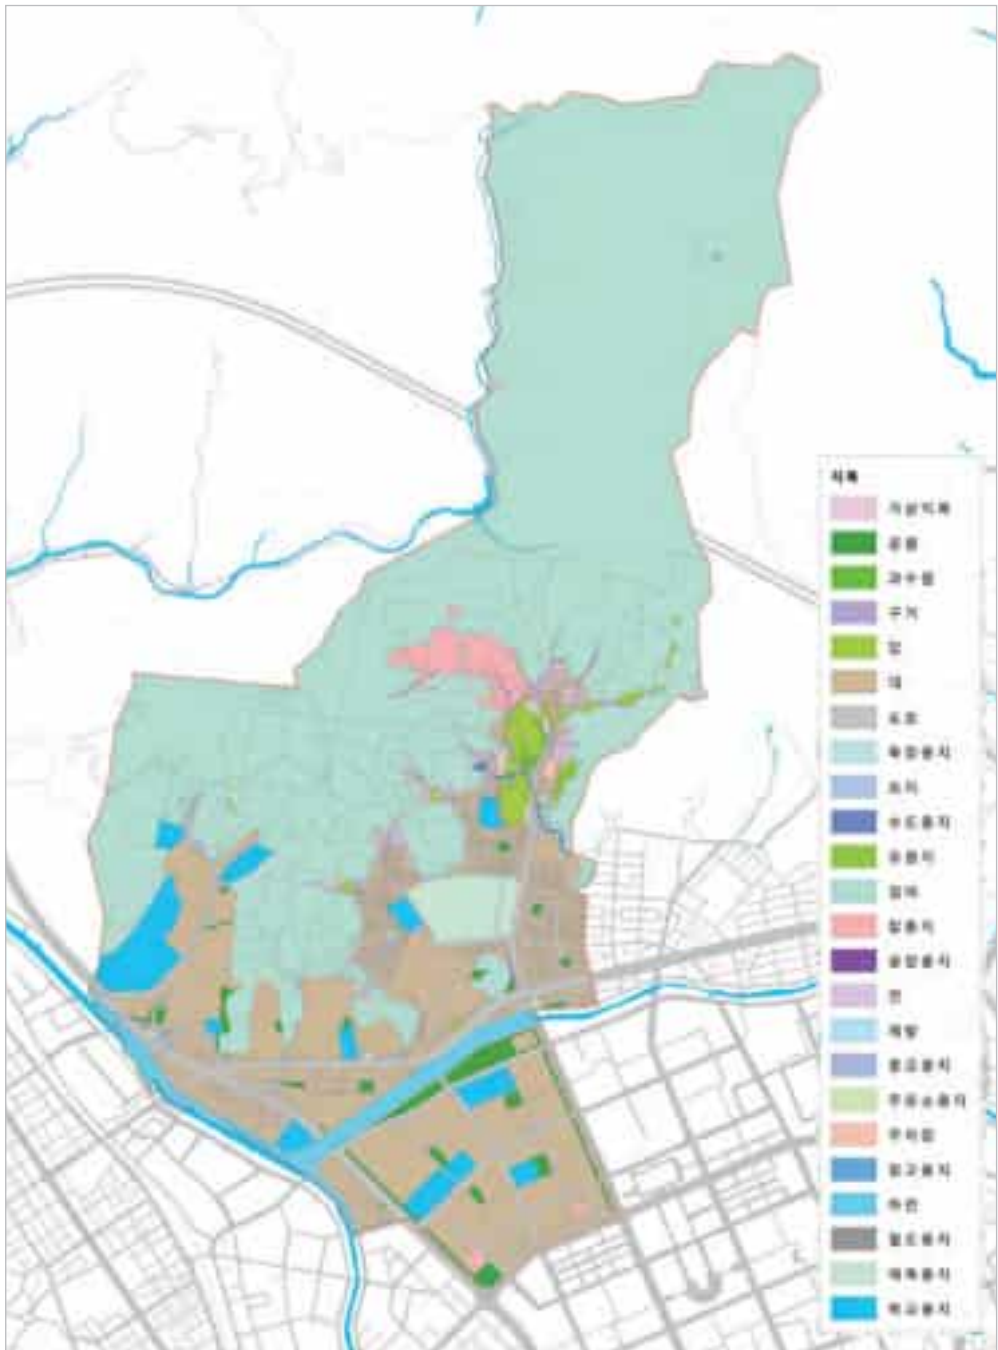 지목
공원
과수원
구거
답
대
도로
목장용지
유지
수도용지
유원지
임야
잡종지
전
제방
종교용지
주유소용지
주차장
창고용지
하천
철도용지
체육용지
학교용지